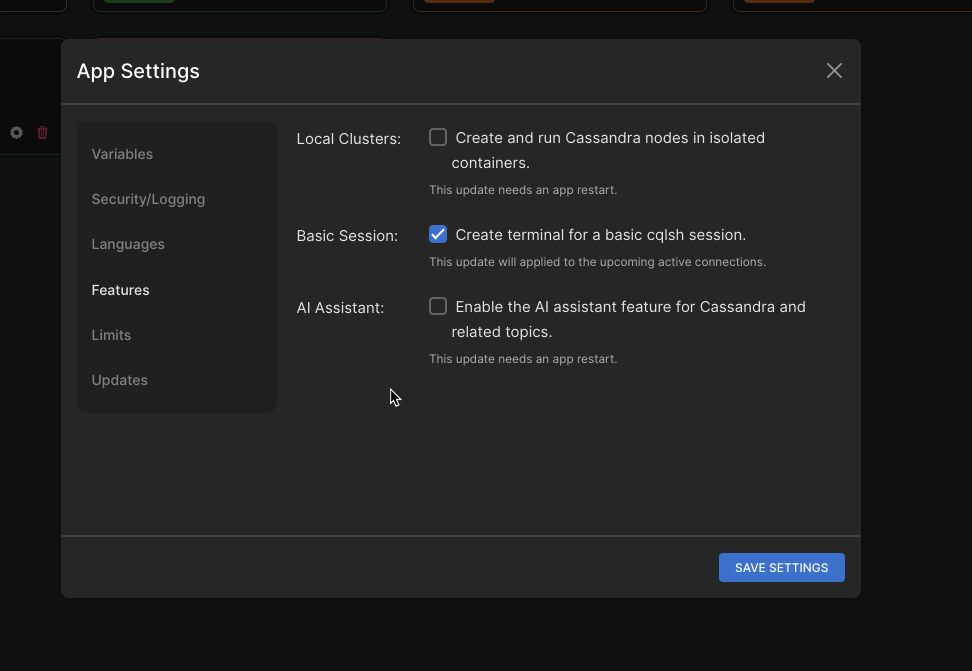 App Settings
Variables
Security/Logging
Languages
Features
Limits
Updates
Local Clusters:
Create and run Cassandra nodes in isolated
containers.
This update needs an app restart.
Basic Session:
Create terminal for a basic cqlsh session.
This update will applied to the upcoming active connections.
AI Assistant:
Enable the AI assistant feature for Cassandra and
related topics.
This update needs an app restart.
SAVE SETTINGS